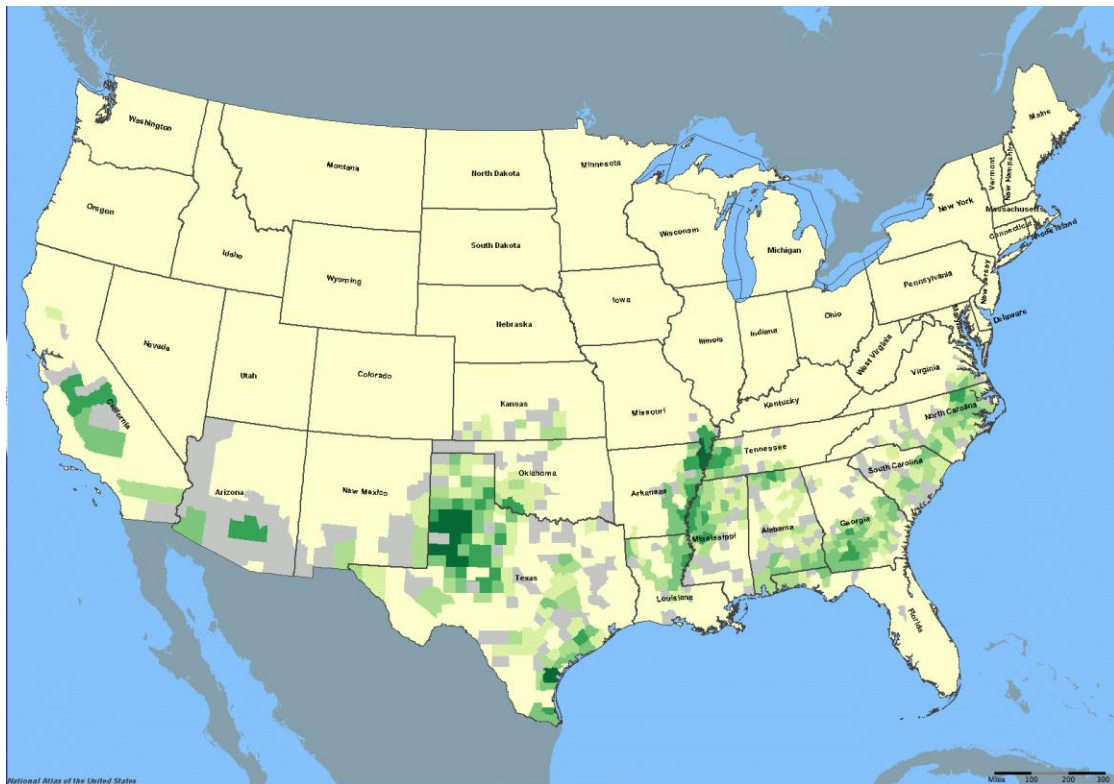 Washington
Montana
North Dakota
Minnesota
Maine
Vermont
New Hampshire
Oregon
Idaho
South Dakota
Wisconsin
Michigan
New York
Massachusetts
Connecticut
Rhode Island
Wyoming
Iowa
Pennsylvania
New Jersey
Nebraska
Illinois
Indiana
Ohio
Maryland
Delaware
Nevada
Utah
Colorado
Kansas
Missouri
West Virginia
Virginia
Kentucky
California
Arizona
New Mexico
Oklahoma
Arkansas
Tennessee
North Carolina
South Carolina
Texas
Louisiana
Mississippi
Alabama
Georgia
Florida
National Atlas of the United States
Miles 100 200 300